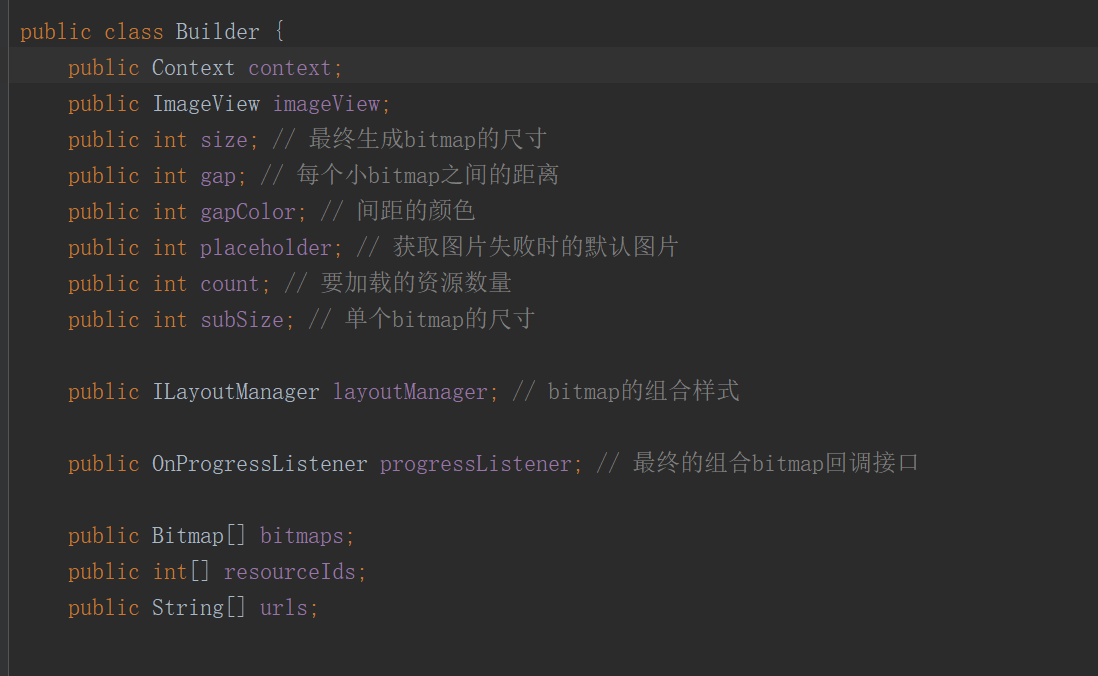 public class Builder {
public Context context;
public ImageView imageView;
public int size; // 最终生成bitmap的尺寸
public int gap; // 每个小bitmap之间的距离
public int gapColor; // 间距的颜色
public int placeholder; // 获取图片失败时的默认图片
public int count; // 要加载的资源数量
public int subSize; // 单个bitmap的尺寸
public ILayoutManager layoutManager; // bitmap的组合样式
public OnProgressListener progressListener; // 最终的组合bitmap回调接口
public Bitmap[] bitmaps;
public int[] resourceIds;
public String[] urls;